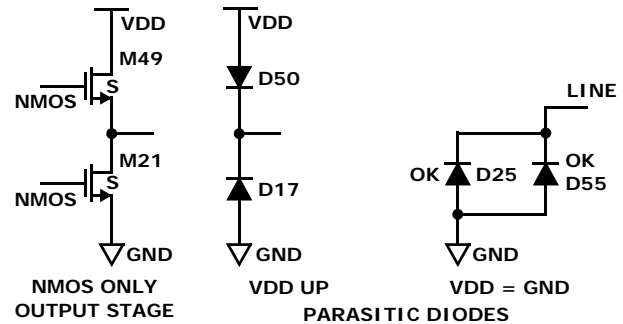 VDD
M49
S
NMOS
M21
S
NMOS
GND
NMOS ONLY
OUTPUT STAGE
VDD
D50
D17
GND
VDD UP
LINE
OK D25
OK
D55
GND
VDD = GND
PARASITIC DIODES